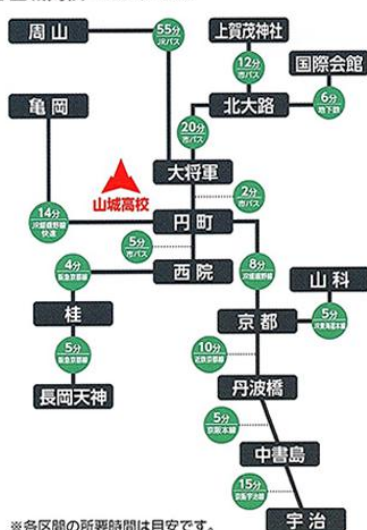 周山
55分
JRバス
上賀茂神社
12分
市バス
国際会館
亀岡
北大路
6分
地下鉄
20分
市バス
大将軍
山城高校
2分
市バス
14分
JR嵯峨野線
快速
円町
5分
市バス
4分
阪急京都線
西院
8分
JR嵯峨野線
山科
桂
京都
5分
JR東海道本線
5分
阪急京都線
10分
近鉄京都線
長岡天神
丹波橋
5分
京阪本線
中書島
15分
京阪宇治線
宇治
※各区間の所要時間は目安です。